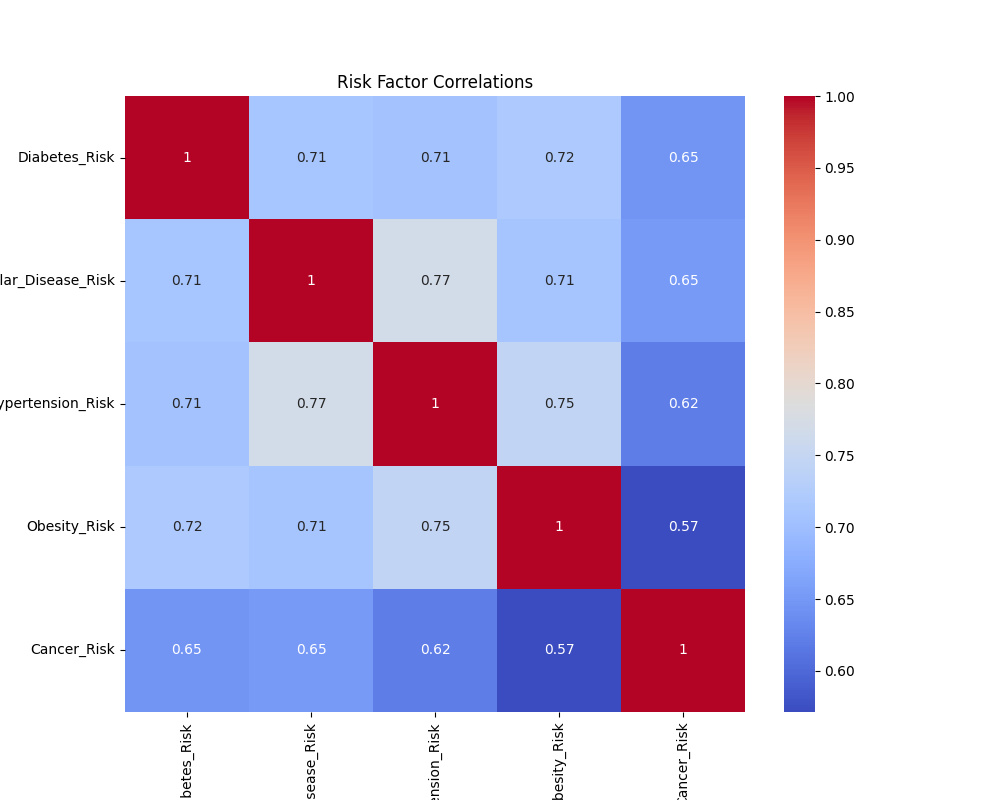 Risk Factor Correlations
Diabetes_Risk 1 0.71 0.71 0.72 0.65
lar_Disease_Risk 0.71 1 0.77 0.71 0.65
ypertension_Risk 0.71 0.77 1 0.75 0.62
Obesity_Risk 0.72 0.71 0.75 1 0.57
Cancer_Risk 0.65 0.65 0.62 0.57 1
betes_Risk
sease_Risk
ension_Risk
besity_Risk
Cancer_Risk
1.00
0.95
0.90
0.85
0.80
0.75
0.70
0.65
0.60